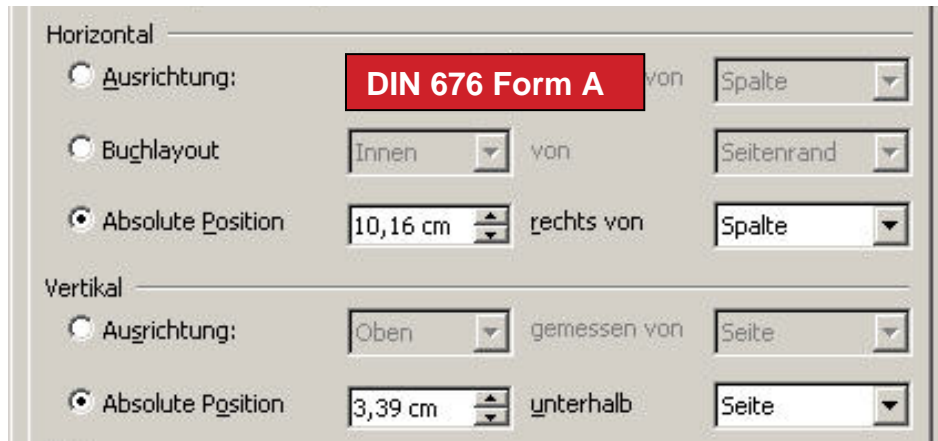 Horizontal
Ausrichtung: DIN 676 Form A von Spalte
Buchlayout Innen von Seitenrand
Absolute Position 10,16 cm rechts von Spalte
Vertikal
Ausrichtung: Oben gemessen von Seite
Absolute Position 3,39 cm unterhalb Seite